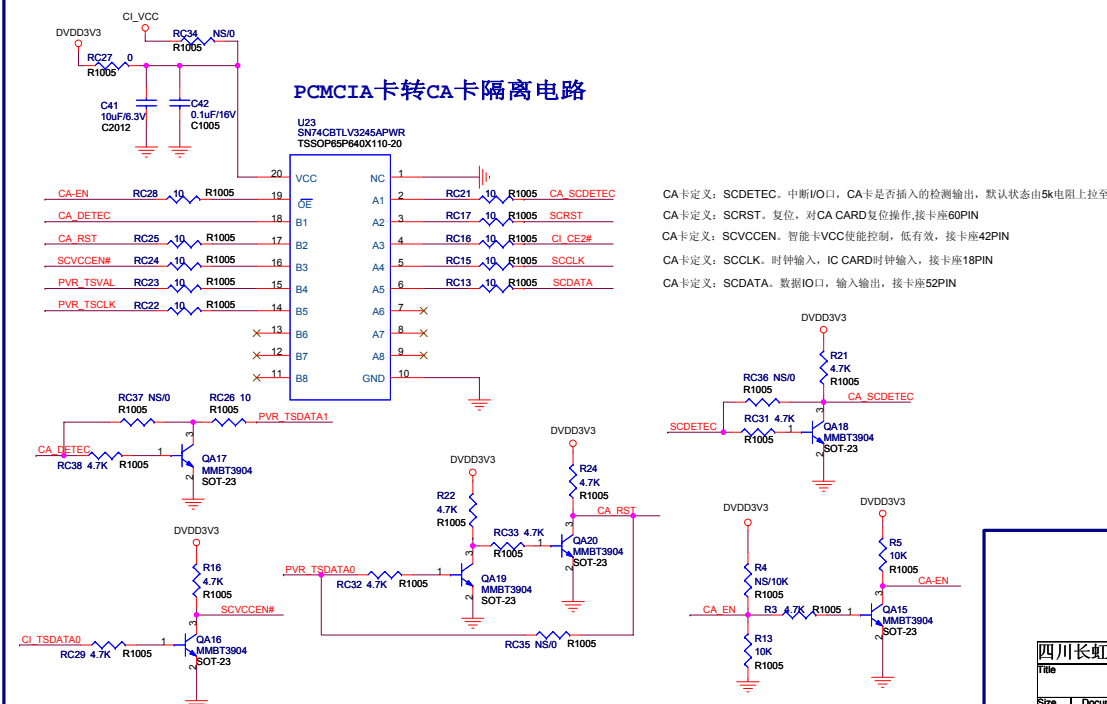 CI_VCC
DVDD3V3
RC34 NS/0
R1005
RC27 0
R1005
C41
10uF/6.3V
C2012
C42
0.1uF/16V
C1005
PCMCIA卡转CA卡隔离电路
U23
SN74CBTLV3245APWR
TSSOP65P640X110-20
20 VCC NC 1
CA-EN RC28 10 R1005 19 OE A1 2 RC21 10 R1005 CA_SCDETEC
CA_DETEC 18 B1 A2 3 RC17 10 R1005 SCRST
CA_RST RC25 10 R1005 17 B2 A3 4 RC16 10 R1005 CI_CE2#
SCVCCEN# RC24 10 R1005 16 B3 A4 5 RC15 10 R1005 SCCLK
PVR_TSVAL RC23 10 R1005 15 B4 A5 6 RC13 10 R1005 SCDATA
PVR_TSCLK RC22 10 R1005 14 B5 A6 7
13 B6 A7 8
12 B7 A8 9
11 B8 GND 10
CA卡定义：SCDETEC。中断I/O口，CA卡是否插入的检测输出，默认状态由5k电阻上拉至
CA卡定义：SCRST。复位，对CA CARD复位操作,接卡座60PIN
CA卡定义：SCVCCEN。智能卡VCC使能控制，低有效，接卡座42PIN
CA卡定义：SCCLK。时钟输入，IC CARD时钟输入，接卡座18PIN
CA卡定义：SCDATA。数据IO口，输入输出，接卡座52PIN
RC37 NS/0
R1005
RC26 10
R1005
PVR_TSDATA1
CA_DETEC
RC38 4.7K R1005
1
3
2
QA17
MMBT3904
SOT-23
DVDD3V3
R21
4.7K
R1005
RC36 NS/0
R1005
CA_SCDETEC
SCDETEC
RC31 4.7K
R1005
1
3
2
QA18
MMBT3904
SOT-23
DVDD3V3
R16
4.7K
R1005
SCVCCEN#
CI_TSDATA0
RC29 4.7K R1005
1
3
2
QA16
MMBT3904
SOT-23
DVDD3V3
R22
4.7K
R1005
DVDD3V3
R24
4.7K
R1005
CA_RST
RC33 4.7K
R1005
1
3
2
QA20
MMBT3904
SOT-23
PVR_TSDATA0
RC32 4.7K R1005
1
3
2
QA19
MMBT3904
SOT-23
RC35 NS/0 R1005
DVDD3V3
R4
NS/10K
R1005
DVDD3V3
R5
10K
R1005
CA-EN
CA_EN
R3 4.7K R1005
1
3
2
QA15
MMBT3904
SOT-23
R13
10K
R1005
四川长虹
Title
Size